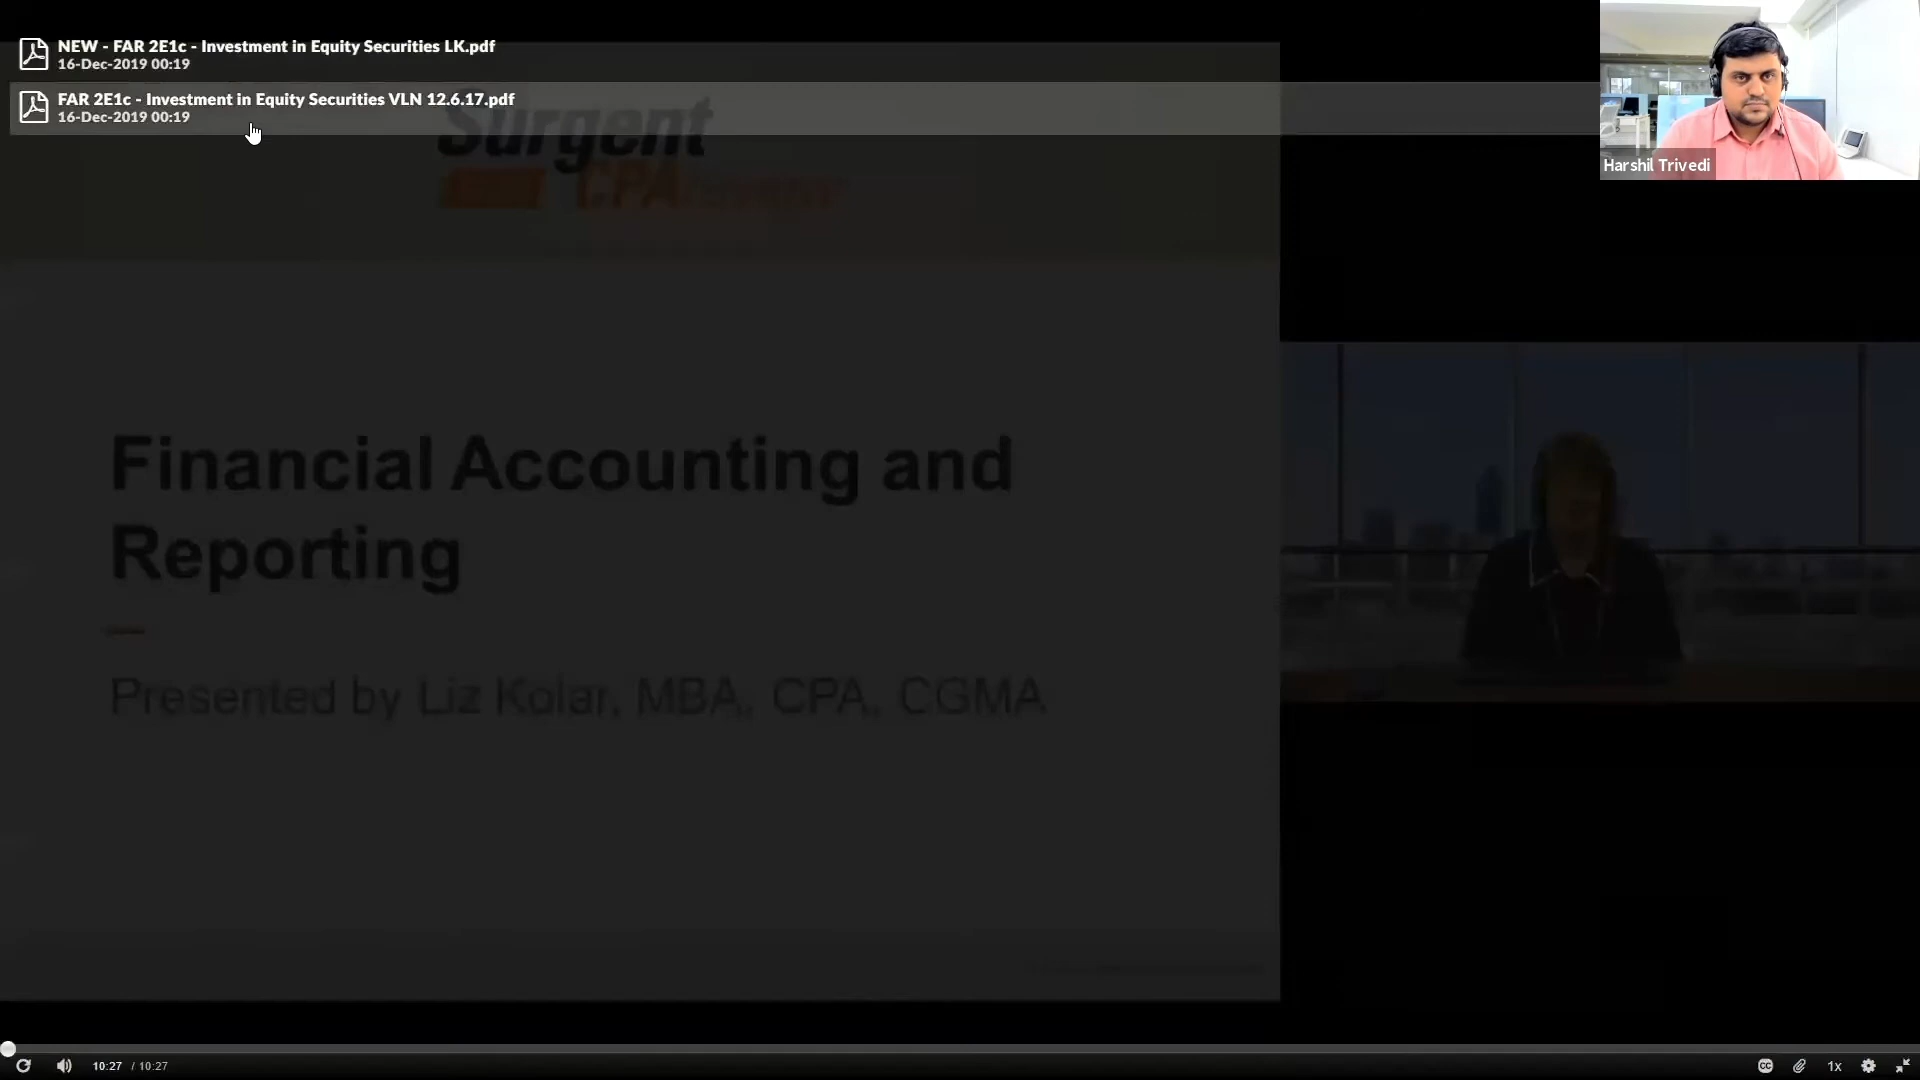 NEW - FAR 2E1c - Investment in Equity Securities LK.pdf
16-Dec-2019 00:19
FAR 2E1c - Investment in Equity Securities VLN 12.6.17.pdf
16-Dec-2019 00:19
Surgent
CPA
Harshil Trivedi
Financial Accounting and
Reporting
Presented by Liz Kolar, MBA, CPA, CGMA
10:27 / 10:27
CC
1x